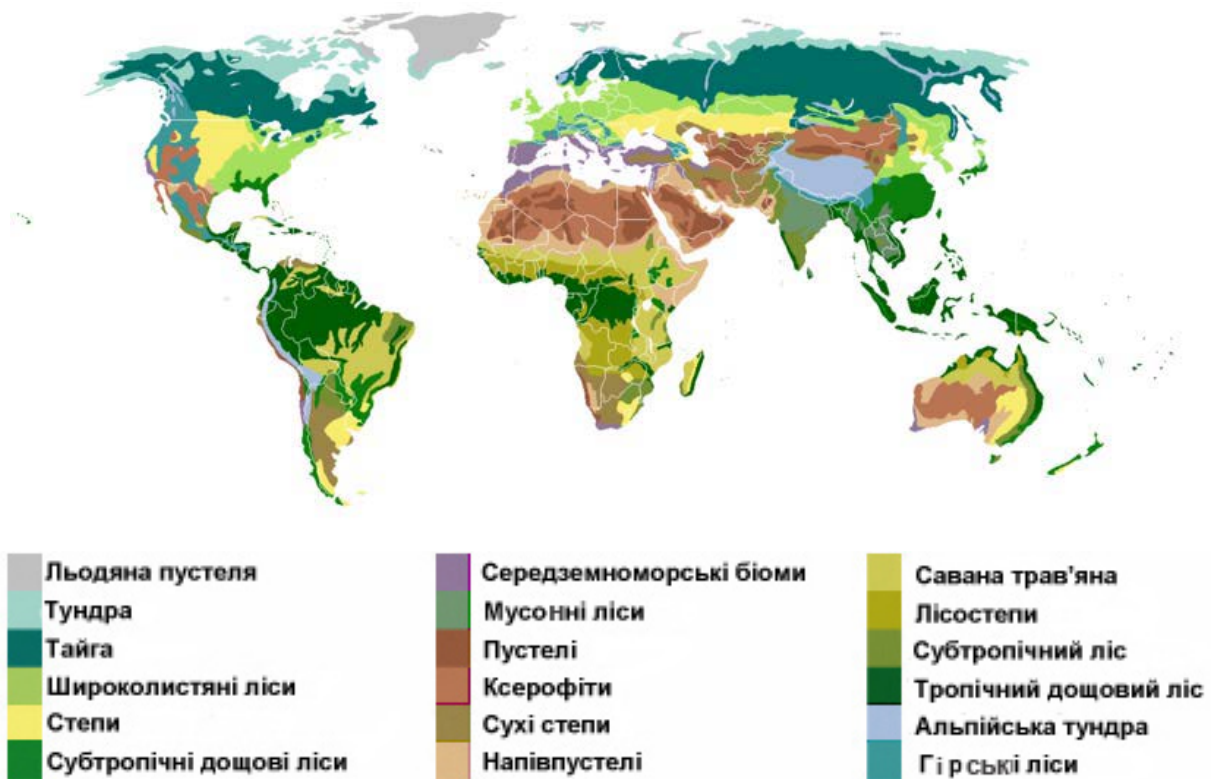 Льодяна пустеля
Тундра
Тайга
Широколистяні ліси
Степи
Субтропічні дощові ліси
Середземноморські біоми
Мусонні ліси
Пустелі
Ксерофіти
Сухі степи
Напівпустелі
Савана трав'яна
Лісостепи
Субтропічний ліс
Тропічний дощовий ліс
Альпійська тундра
Гірські ліси